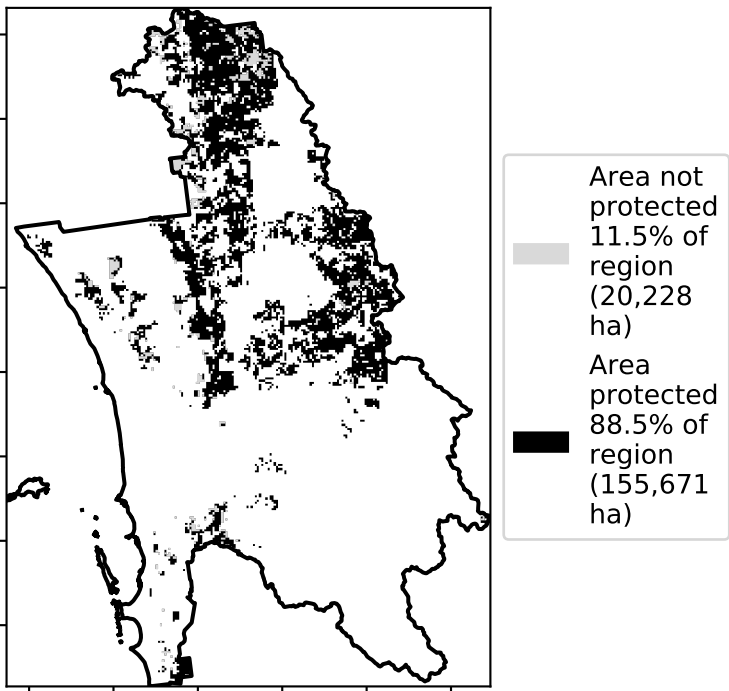 Area not
protected
11.5% of
region
(20,228
ha)
Area
protected
88.5% of
region
(155,671
ha)